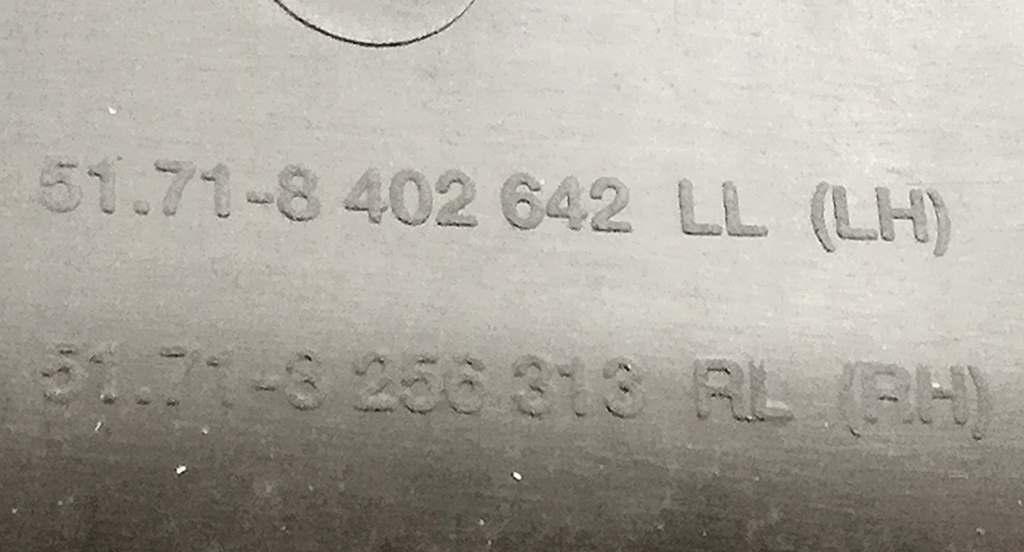 51.71-8 402 642 LL (LH)
51.71-8 256 313 RL (RH)